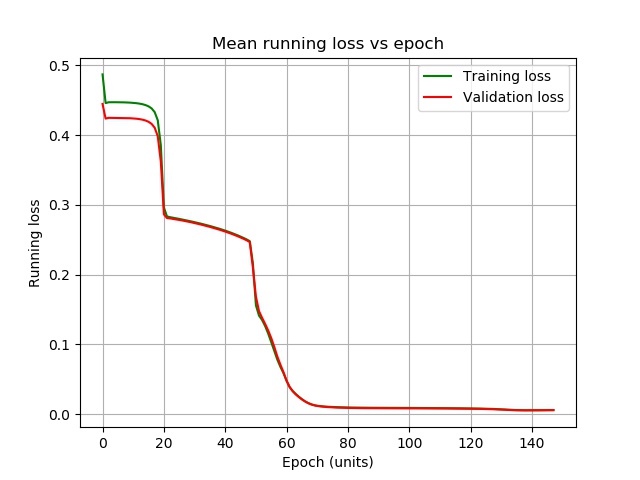 Mean running loss vs epoch
Training loss
Validation loss
0.5
0.4
0.3
0.2
0.1
0.0
Running loss
0 20 40 60 80 100 120 140
Epoch (units)